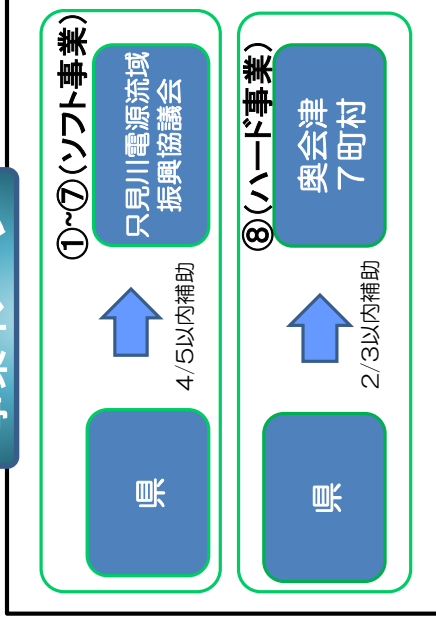 ①~⑦(ソフト事業)
県
4/5以内補助
只見川電源流域
振興協議会
⑧(ハード事業)
県
2/3以内補助
奥会津
7町村